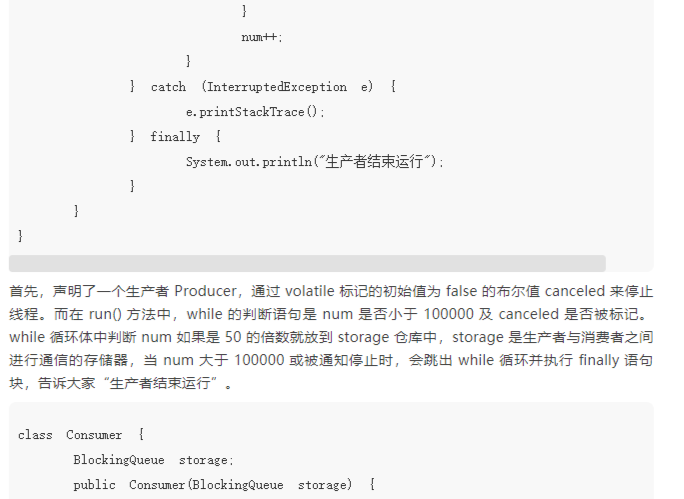 }
num++;
}
} catch (InterruptedException e) {
e.printStackTrace();
} finally {
System.out.println("生产者结束运行");
}
}
}
首先，声明了一个生产者 Producer，通过 volatile 标记的初始值为 false 的布尔值 canceled 来停止
线程。而在 run() 方法中，while 的判断语句是 num 是否小于 100000 及 canceled 是否被标记。
while 循环体中判断 num 如果是 50 的倍数就放到 storage 仓库中，storage 是生产者与消费者之间
进行通信的存储器，当 num 大于 100000 或被通知停止时，会跳出 while 循环并执行 finally 语句
块，告诉大家“生产者结束运行”。
class Consumer {
BlockingQueue storage;
public Consumer(BlockingQueue storage) {